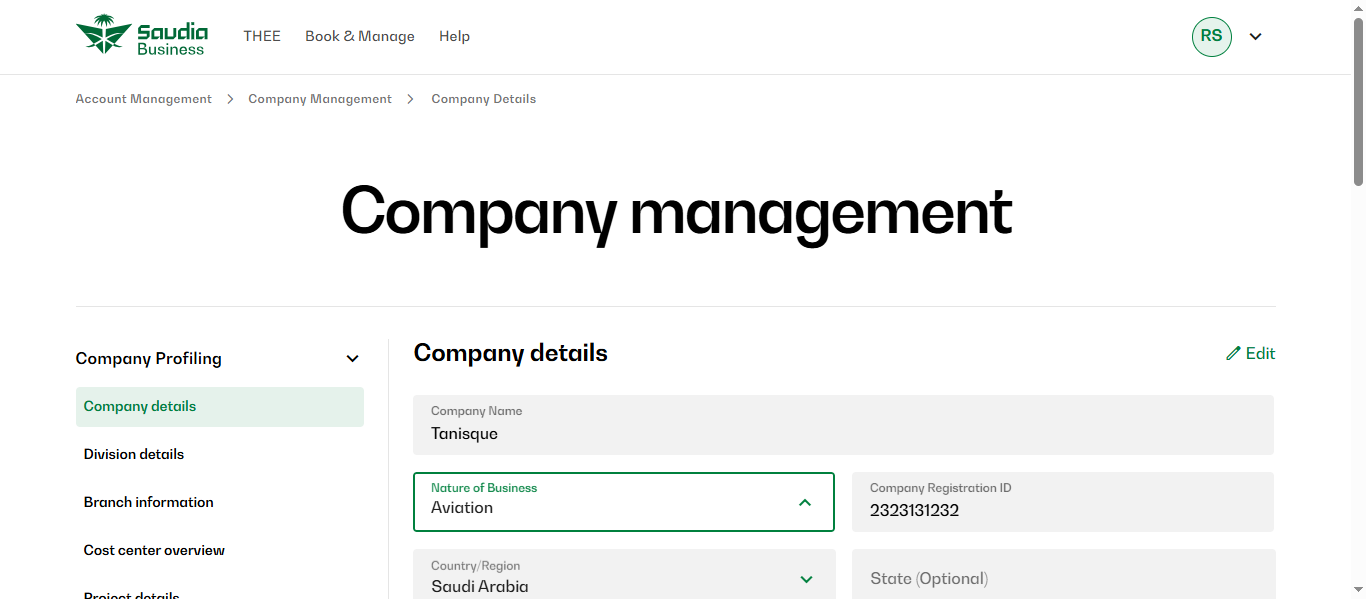 Saudia
Business
THEE
Book & Manage
Help
RS
Account Management > Company Management > Company Details
Company management
Company Profiling
Company details
Division details
Branch information
Cost center overview
Project details
Company details
Edit
Company Name
Tanisque
Nature of Business
Aviation
Company Registration ID
2323131232
Country/Region
Saudi Arabia
State (Optional)